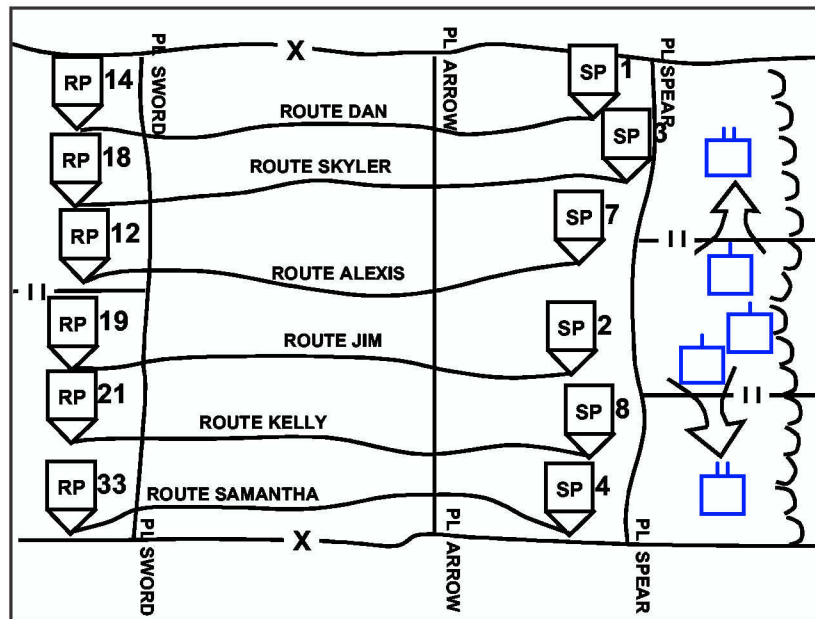 PL SWORD
X
PL ARROW
PL SPEAR
RP 14
SP 1
ROUTE DAN
SP 3
RP 18
ROUTE SKYLER
SP 7
RP 12
II
ROUTE ALEXIS
II
RP 19
SP 2
ROUTE JIM
RP 21
SP 8
II
ROUTE KELLY
RP 33
SP 4
ROUTE SAMANTHA
PL SWORD
X
PL ARROW
PL SPEAR